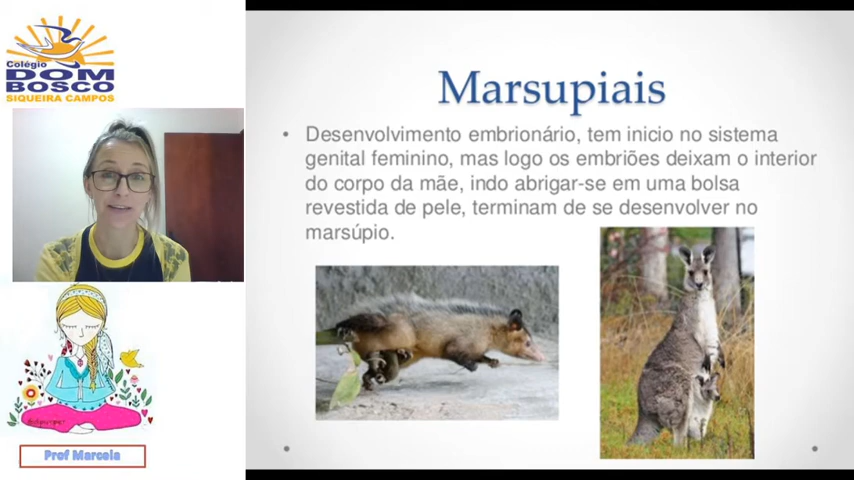 Colégio
DOM
BOSCO
SIQUEIRA CAMPOS
Prof Marcela
Marsupiais
• Desenvolvimento embrionário, tem inicio no sistema
genital feminino, mas logo os embriões deixam o interior
do corpo da mãe, indo abrigar-se em uma bolsa
revestida de pele, terminam de se desenvolver no
marsúpio.